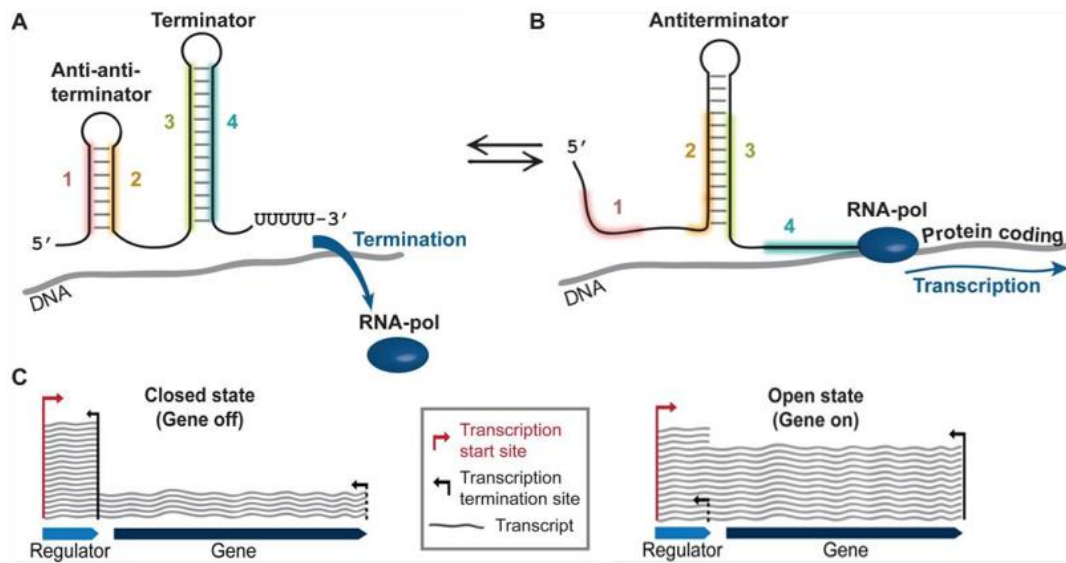 A
Terminator
Anti-anti-
terminator
3
4
1
2
5′
UUUUU–3′
Termination
DNA
RNA-pol
B
Antiterminator
5′
2
3
1
4
RNA-pol
Protein coding
DNA
Transcription
C
Closed state
(Gene off)
Regulator
Gene
Transcription
start site
Transcription
termination site
Transcript
Open state
(Gene on)
Regulator
Gene